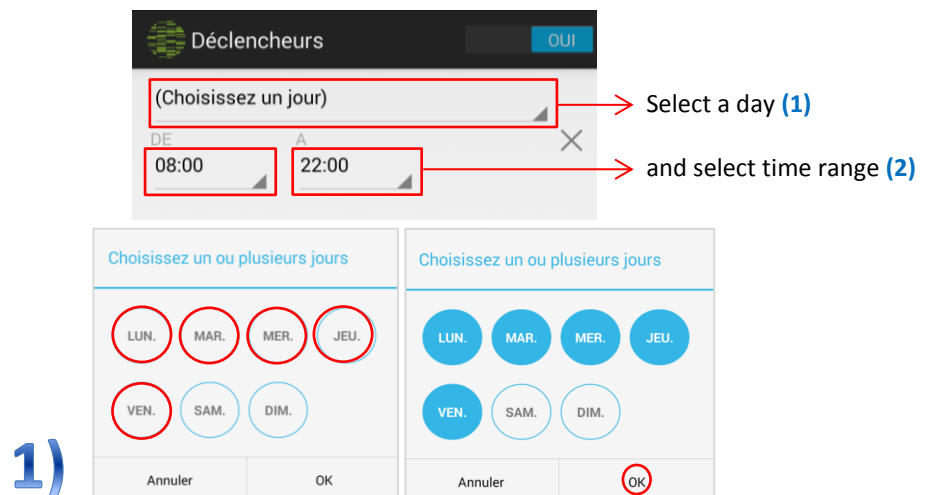 Déclencheurs OUI
(Choisissez un jour) Select a day (1)
DE A
08:00 22:00 and select time range (2)
Choisissez un ou plusieurs jours
LUN. MAR. MER. JEU.
VEN. SAM. DIM.
Annuler OK
Choisissez un ou plusieurs jours
LUN. MAR. MER. JEU.
VEN. SAM. DIM.
Annuler OK
1)